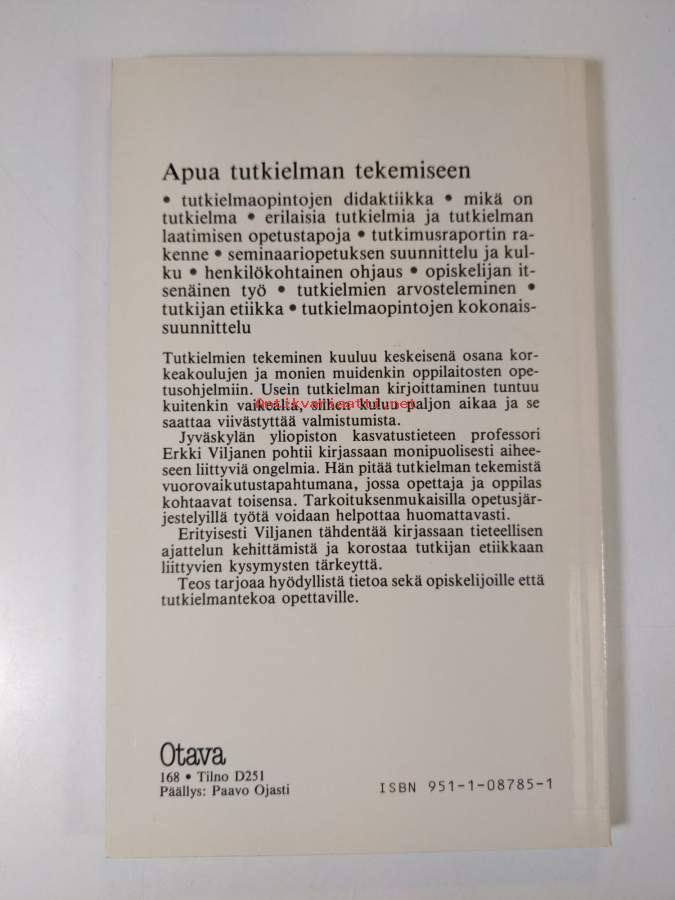 Apua tutkielman tekemiseen
• tutkielmaopintojen didaktiikka • mikä on
tutkielma • erilaisia tutkielmia ja tutkielman
laatimisen opetustapoja • tutkimusraportin ra-
kenne • seminaariopetuksen suunnittelu ja kul-
ku • henkilökohtainen ohjaus • opiskelijan it-
senäinen työ • tutkielmien arvosteleminen •
tutkijan etiikka • tutkielmaopintojen kokonais-
suunnittelu
Tutkielmien tekeminen kuuluu keskeisenä osana kor-
keakoulujen ja monien muidenkin oppilaitosten ope-
tusohjelmiin. Usein tutkielman kirjoittaminen tuntuu
kuitenkin vaikealta, siihen kuluu paljon aikaa ja se
Antikvariaatti.net
saattaa viivästyttää valmistumista.
Jyväskylän yliopiston kasvatustieteen professori
Erkki Viljanen pohtii kirjassaan monipuolisesti aihee-
seen liittyviä ongelmia. Hän pitää tutkielman tekemistä
vuorovaikutustapahtumana, jossa opettaja ja oppilas
kohtaavat toisensa. Tarkoituksenmukaisilla opetusjär-
jestelyillä työtä voidaan helpottaa huomattavasti.
Erityisesti Viljanen tähdentää kirjassaan tieteellisen
ajattelun kehittämistä ja korostaa tutkijan etiikkaan
liittyvien kysymysten tärkeyttä.
Teos tarjoaa hyödyllistä tietoa sekä opiskelijoille että
tutkielmantekoa opettaville.
Otava
168 • Tilno D251
Päällys: Paavo Ojasti
ISBN 951-1-08785-1